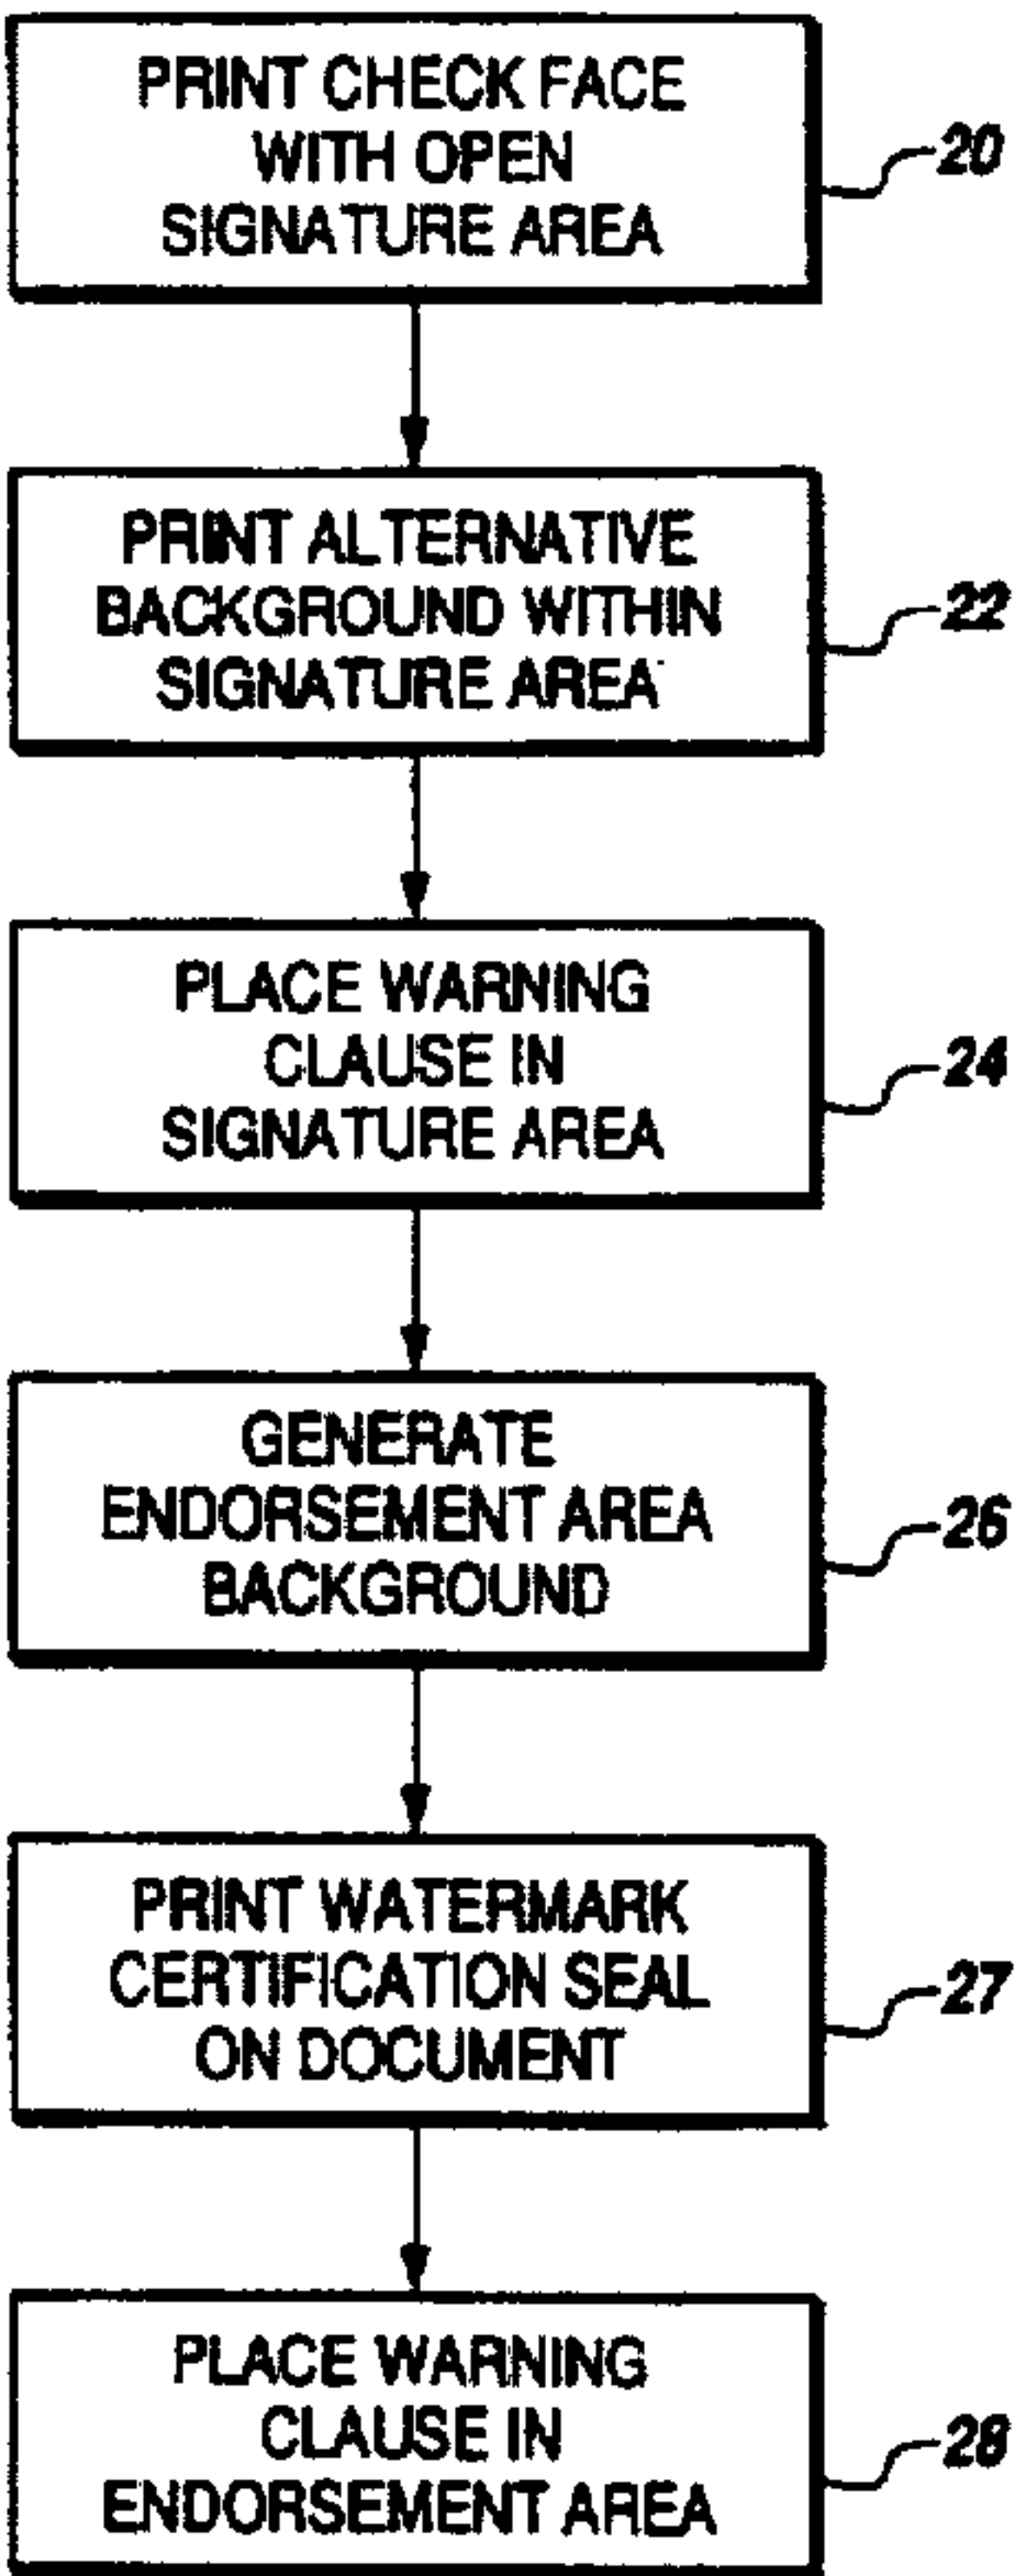 PRINT CHECK FACE
WITH OPEN
SIGNATURE AREA
20
PRINT ALTERNATIVE
BACKGROUND WITHIN
SIGNATURE AREA
22
PLACE WARNING
CLAUSE IN
SIGNATURE AREA
24
GENERATE
ENDORSEMENT AREA
BACKGROUND
26
PRINT WATERMARK
CERTIFICATION SEAL
ON DOCUMENT
27
PLACE WARNING
CLAUSE IN
ENDORSEMENT AREA
28